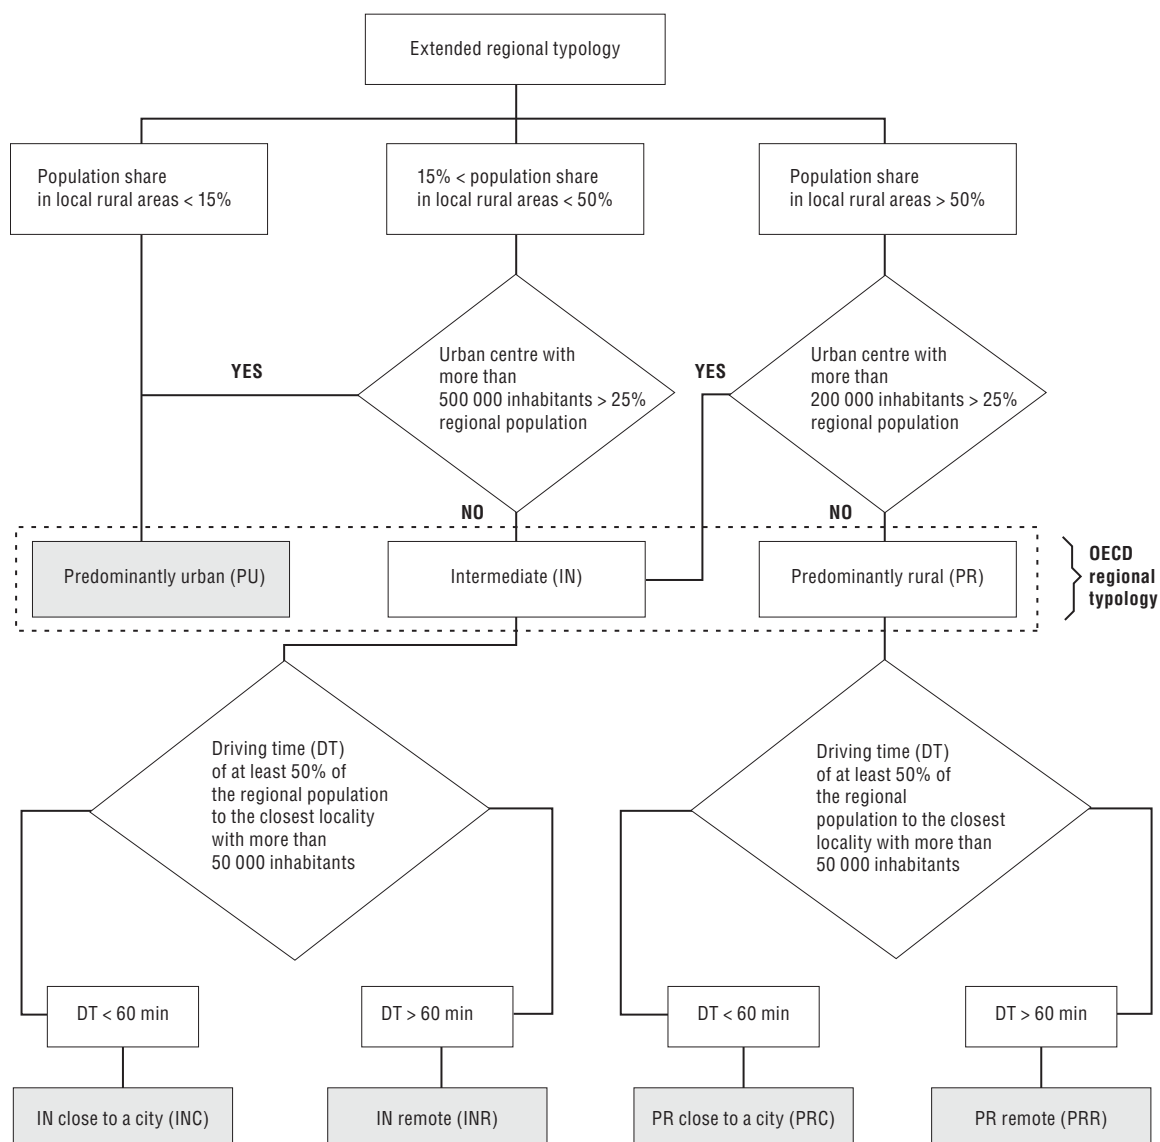 Extended regional typology
Population share
in local rural areas < 15%
15% < population share
in local rural areas < 50%
Population share
in local rural areas > 50%
YES
Urban centre with
more than
500 000 inhabitants > 25%
regional population
YES
Urban centre with
more than
200 000 inhabitants > 25%
regional population
NO
NO
Predominantly urban (PU)
Intermediate (IN)
Predominantly rural (PR)
OECD
regional
typology
Driving time (DT)
of at least 50% of
the regional population
to the closest locality
with more than
50 000 inhabitants
Driving time (DT)
of at least 50% of
the regional
population to the closest
locality with more than
50 000 inhabitants
DT < 60 min
DT > 60 min
DT < 60 min
DT > 60 min
IN close to a city (INC)
IN remote (INR)
PR close to a city (PRC)
PR remote (PRR)